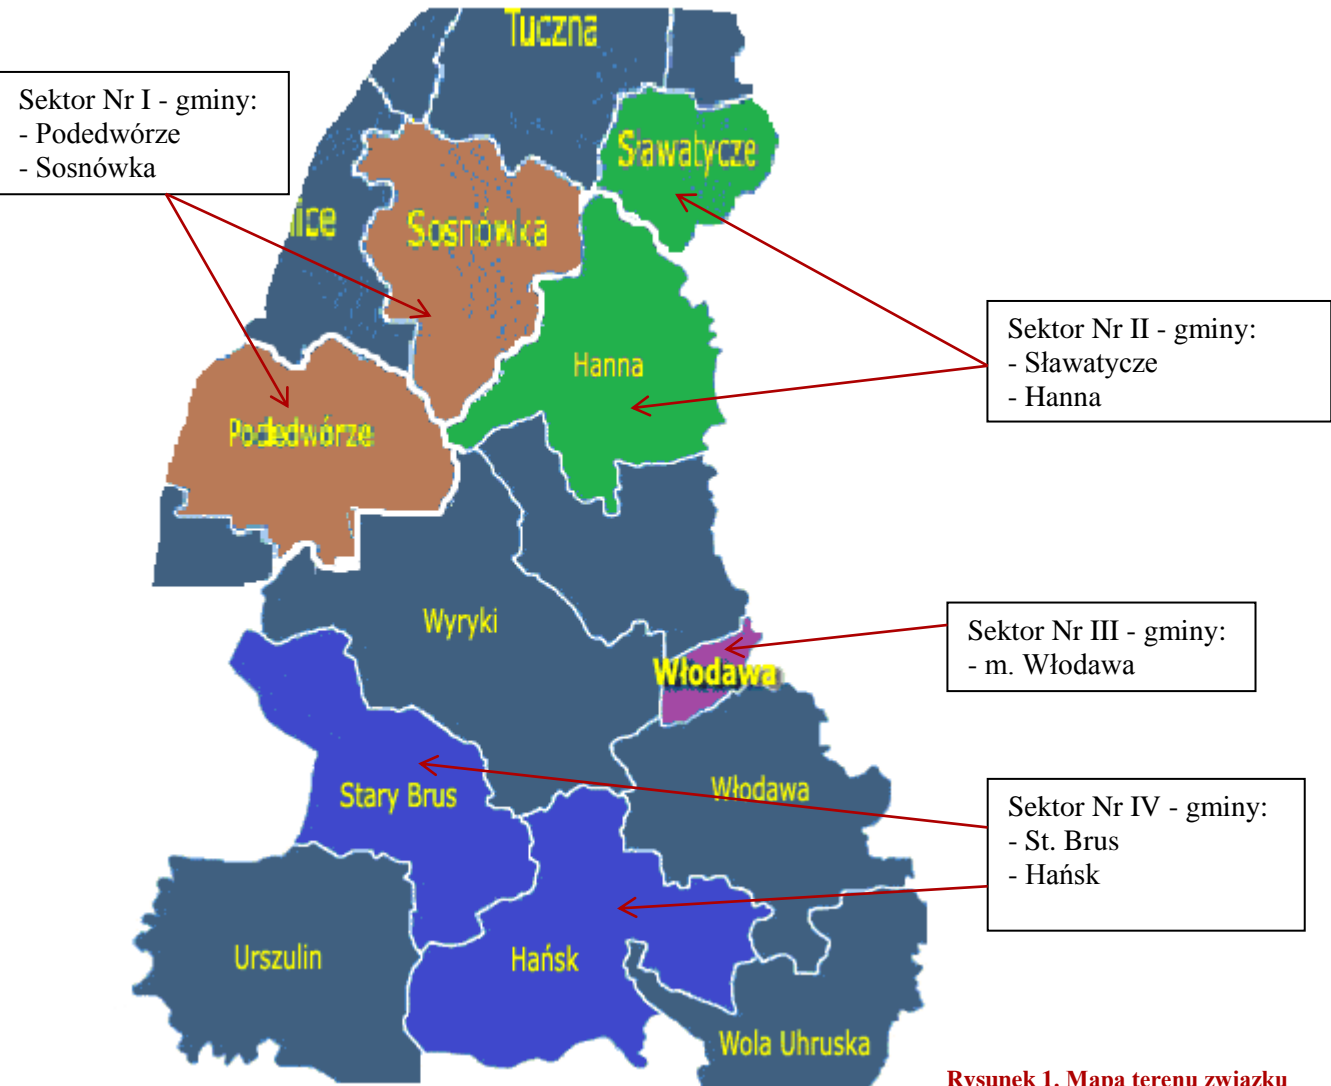 Tuczna
Sektor Nr I - gminy:
- Podedwórze
- Sosnówka
Sławatycze
nice
Sosnówka
Sektor Nr II - gminy:
- Sławatycze
- Hanna
Hanna
Podedwórze
Wyryki
Sektor Nr III - gminy:
- m. Włodawa
Włodawa
Stary Brus
Włodawa
Sektor Nr IV - gminy:
- St. Brus
- Hańsk
Urszulin
Hańsk
Wola Uhruska
Rysunek 1. Mapa terenu związku